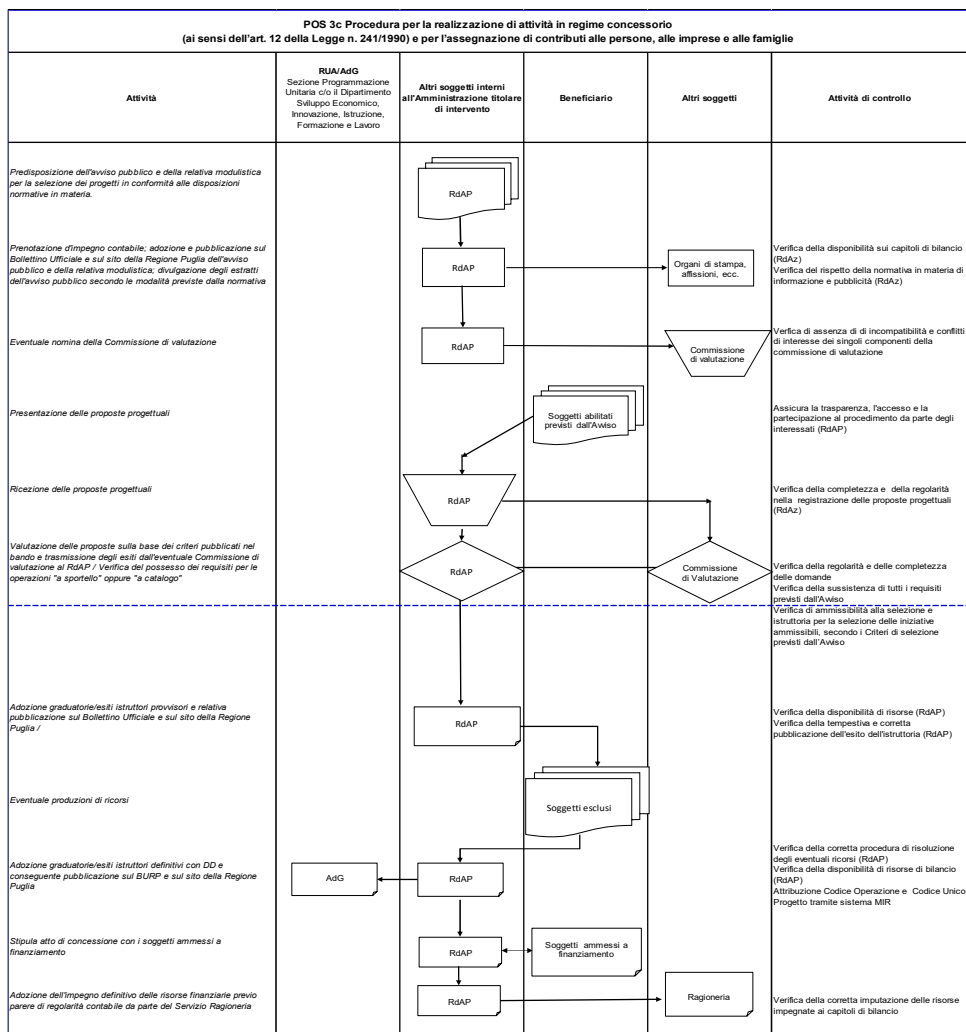 POS 3c Procedura per la realizzazione di attività in regime concessorio
(ai sensi dell'art. 12 della Legge n. 241/1990) e per l'assegnazione di contributi alle persone, alle imprese e alle famiglie
Attività
RUA/AdG
Sezione Programmazione
Unitaria c/o il Dipartimento
Sviluppo Economico,
Innovazione, Istruzione,
Formazione e Lavoro
Altri soggetti interni
all'Amministrazione titolare
di intervento
Beneficiario
Altri soggetti
Attività di controllo
Predisposizione dell'avviso pubblico e della relativa modulistica
per la selezione dei progetti in conformità alle disposizioni
normative in materia.
RdAP
Prenotazione d'impegno contabile; adozione e pubblicazione sul
Bollettino Ufficiale e sul sito della Regione Puglia dell'avviso
pubblico e della relativa modulistica; divulgazione degli estratti
dell'avviso pubblico secondo le modalità previste dalla normativa
RdAP
Organi di stampa,
affissioni, ecc.
Verifica della disponibilità sui capitoli di bilancio
(RdAz)
Verifica del rispetto della normativa in materia di
informazione e pubblicità (RdAz)
Eventuale nomina della Commissione di valutazione
RdAP
Commissione
di valutazione
Verfica di assenza di di incompatibilità e conflitti
di interesse dei singoli componenti della
commissione di valutazione
Presentazione delle proposte progettuali
Soggetti abilitati
previsti dall'Avviso
Assicura la trasparenza, l'accesso e la
partecipazione al procedimento da parte degli
interessati (RdAP)
Ricezione delle proposte progettuali
RdAP
Verifica della completezza e della regolarità
nella registrazione delle proposte progettuali
(RdAz)
Valutazione delle proposte sulla base dei criteri pubblicati nel
bando e trasmissione degli esiti dall'eventuale Commissione di
valutazione al RdAP / Verifica del possesso dei requisiti per le
operazioni "a sportello" oppure "a catalogo"
RdAP
Commissione
di Valutazione
Verifica della regolarità e delle completezza
delle domande
Verifica della sussistenza di tutti i requisiti
previsti dall'Avviso
Verifica di ammissibilità alla selezione e
istruttoria per la selezione delle iniziative
ammissibili, secondo i Criteri di selezione
previsti dall'Avviso
Adozione graduatorie/esiti istruttori provvisori e relativa
pubblicazione sul Bollettino Ufficiale e sul sito della Regione
Puglia /
RdAP
Verifica della disponibilità di risorse (RdAP)
Verifica della tempestiva e corretta
pubblicazione dell'esito dell'istruttoria (RdAP)
Eventuale produzioni di ricorsi
Soggetti esclusi
Adozione graduatorie/esiti istruttori definitivi con DD e
conseguente pubblicazione sul BURP e sul sito della Regione
Puglia
AdG
RdAP
Verifica della corretta procedura di risoluzione
degli eventuali ricorsi (RdAP)
Verifica della disponibilità di risorse di bilancio
(RdAP)
Attribuzione Codice Operazione e Codice Unico
Progetto tramite sistema MIR
Stipula atto di concessione con i soggetti ammessi a
finanziamento
RdAP
Soggetti ammessi a
finanziamento
Adozione dell'impegno definitivo delle risorse finanziarie previo
parere di regolarità contabile da parte del Servizio Ragioneria
RdAP
Ragioneria
Verifica della corretta imputazione delle risorse
impegnate ai capitoli di bilancio